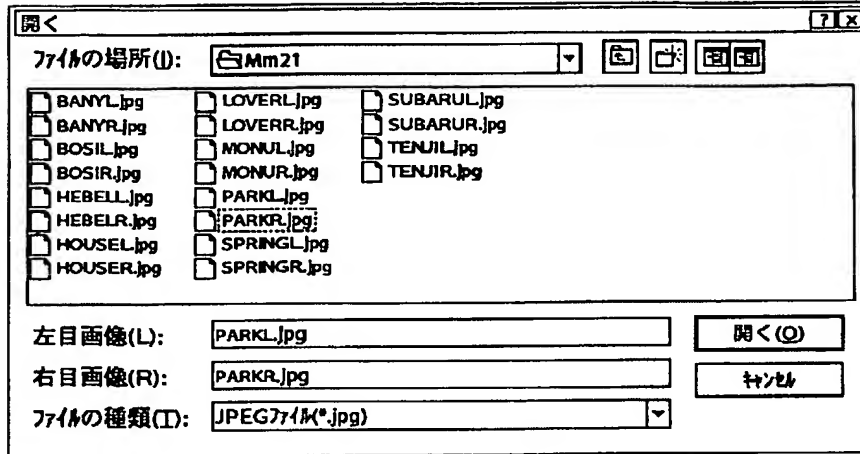 開く
ファイルの場所(I): Mm21
BANYL.jpg LOVERL.jpg SUBARUL.jpg
BANYR.jpg LOVERR.jpg SUBARUR.jpg
BOSIL.jpg MONUL.jpg TENJIL.jpg
BOSIR.jpg MONUR.jpg TENJIR.jpg
HEBELL.jpg PARKL.jpg
HEBELR.jpg PARKR.jpg
HOUSEL.jpg SPRINGL.jpg
HOUSER.jpg SPRINGR.jpg
左目画像(L): PARKL.jpg 開く(O)
右目画像(R): PARKR.jpg キャンセル
ファイルの種類(T): JPEGファイル(*.jpg)